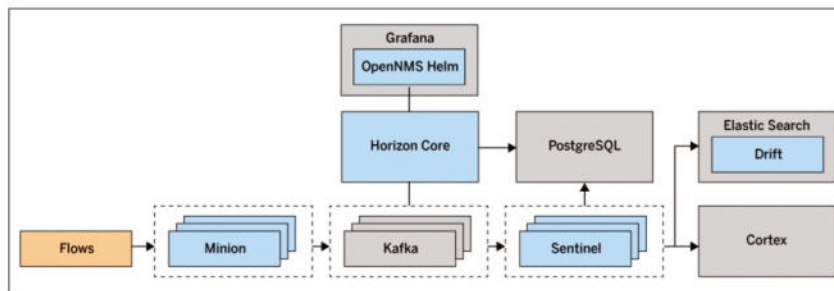 Grafana
OpenNMS Helm
Horizon Core
PostgreSQL
Elastic Search
Drift
Flows
Minion
Kafka
Sentinel
Cortex